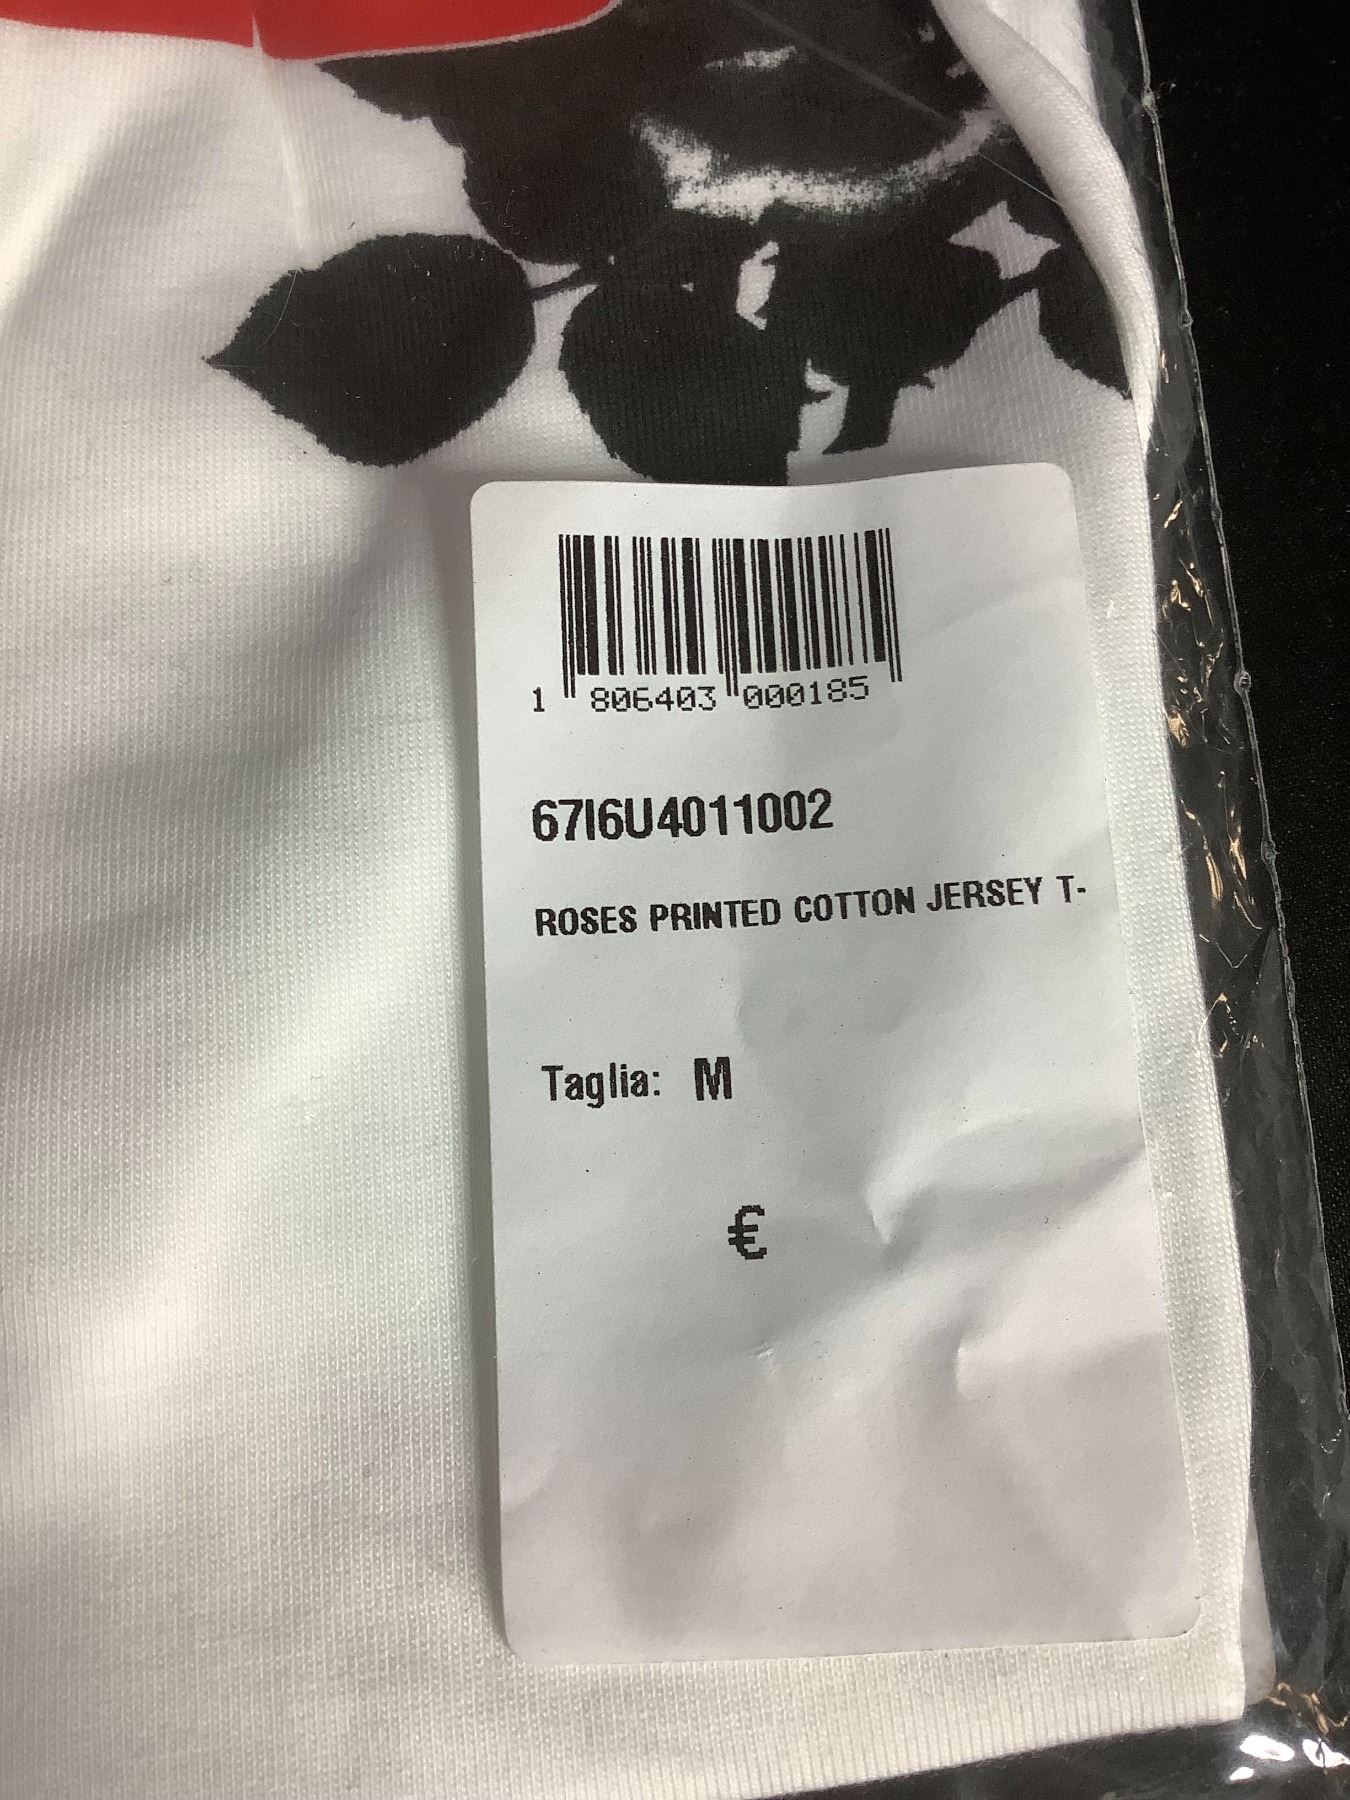 1 806403 000185
67I6U4011002
ROSES PRINTED COTTON JERSEY T-
Taglia: M
€